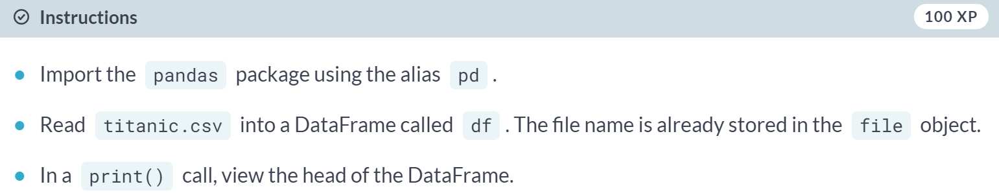 Instructions 100 XP
Import the pandas package using the alias pd .
Read titanic.csv into a DataFrame called df . The file name is already stored in the file object.
In a print() call, view the head of the DataFrame.